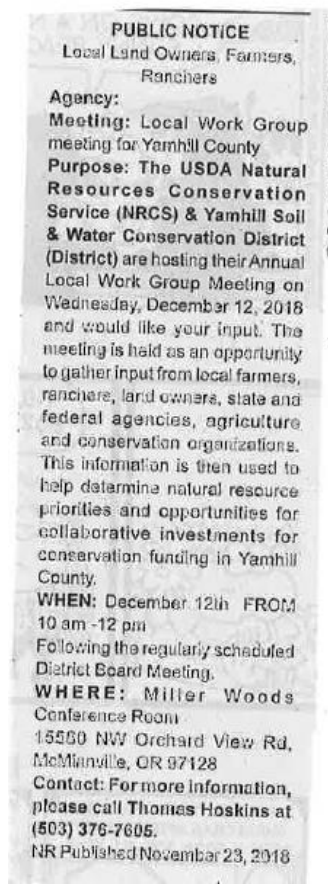 PUBLIC NOTICE
Local Land Owners, Farmers,
Ranchers
Agency:
Meeting: Local Work Group
meeting for Yamhill County
Purpose: The USDA Natural
Resources Conservation
Service (NRCS) & Yamhill Soil
& Water Conservation District
(District) are hosting their Annual
Local Work Group Meeting on
Wednesday, December 12, 2018
and would like your input. The
meeting is held as an opportunity
to gather input from local farmers,
ranchers, land owners, state and
federal agencies, agriculture
and conservation organizations.
This information is then used to
help determine natural resource
priorities and opportunities for
collaborative investments for
conservation funding in Yamhill
County.
WHEN: December 12th FROM
10 am -12 pm
Following the regularly scheduled
District Board Meeting.
WHERE: Miller Woods
Conference Room
15580 NW Orchard View Rd,
McMinnville, OR 97128
Contact: For more information,
please call Thomas Hoskins at
(503) 376-7605.
NR Published November 23, 2018